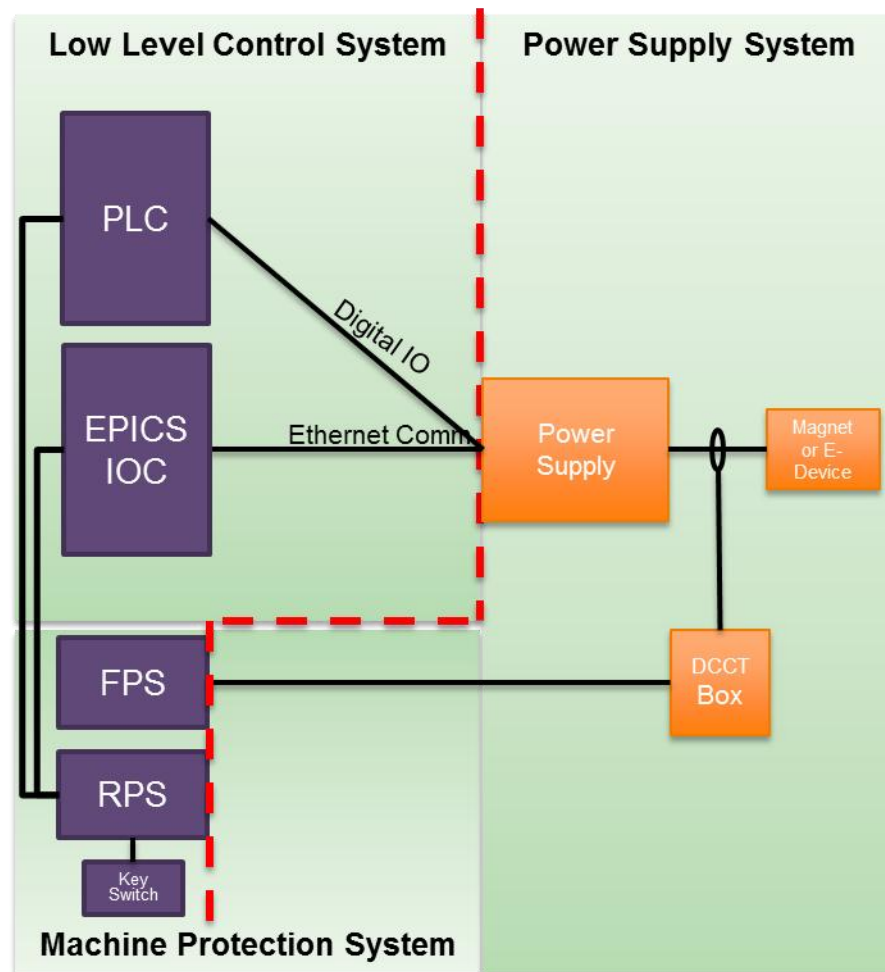 Low Level Control System
Power Supply System
PLC
Digital IO
EPICS
IOC
Ethernet Comm
Power
Supply
Magnet
or E-
Device
FPS
DCCT
Box
RPS
Key
Switch
Machine Protection System